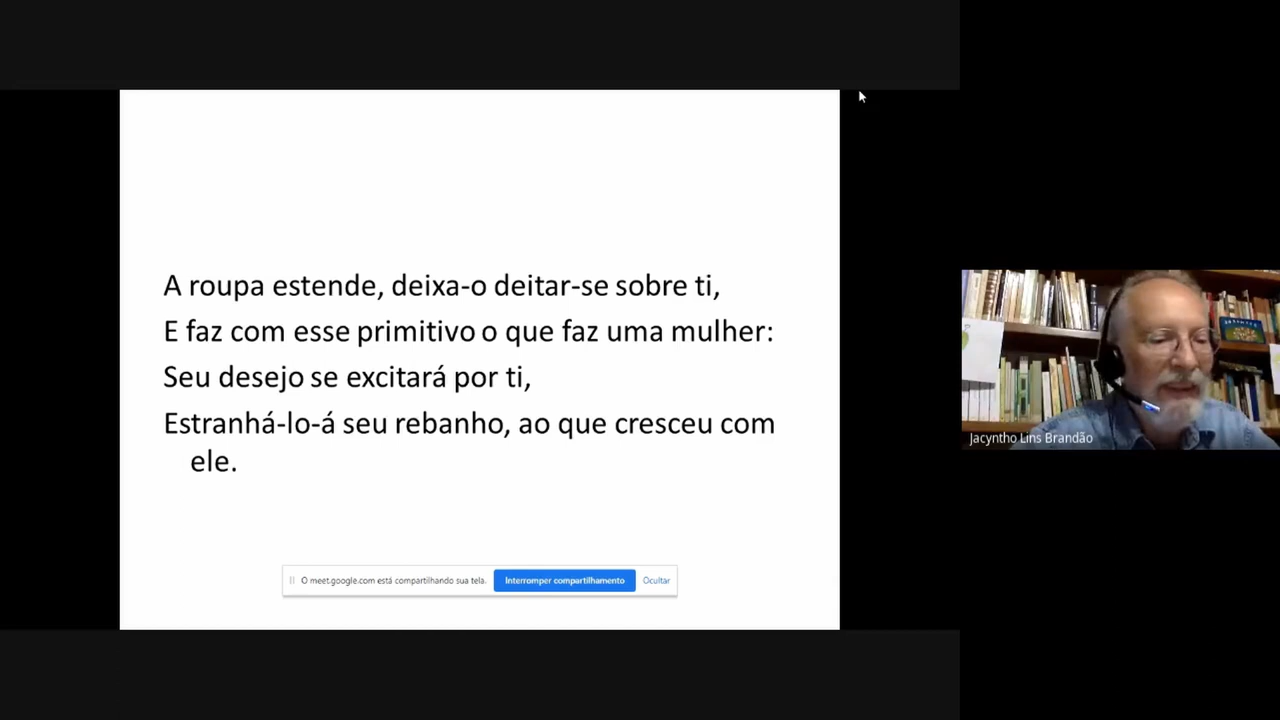 A roupa estende, deixa-o deitar-se sobre ti,
E faz com esse primitivo o que faz uma mulher:
Seu desejo se excitará por ti,
Estranhá-lo-á seu rebanho, ao que cresceu com
ele.
O meet.google.com está compartilhando sua tela.
Interromper compartilhamento
Ocultar
Jacyntho Lins Brandão